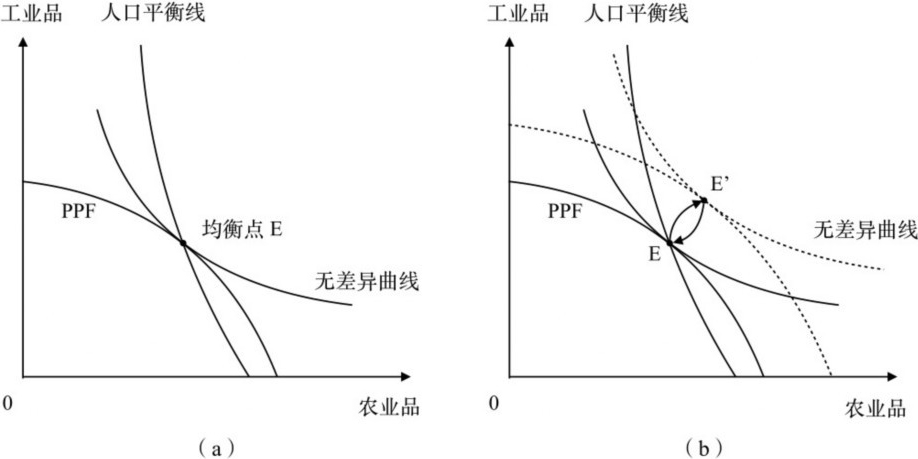 工业品 人口平衡线
PPF
均衡点 E
无差异曲线
0
农业品
（a）
工业品 人口平衡线
E’
PPF
无差异曲线
E
0
农业品
（b）